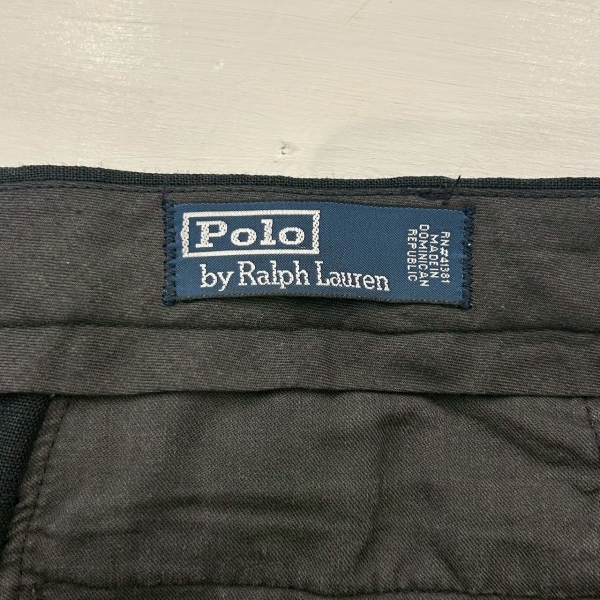 Polo
by Ralph Lauren
RN#41381
MADE IN
DOMINICAN
REPUBLIC